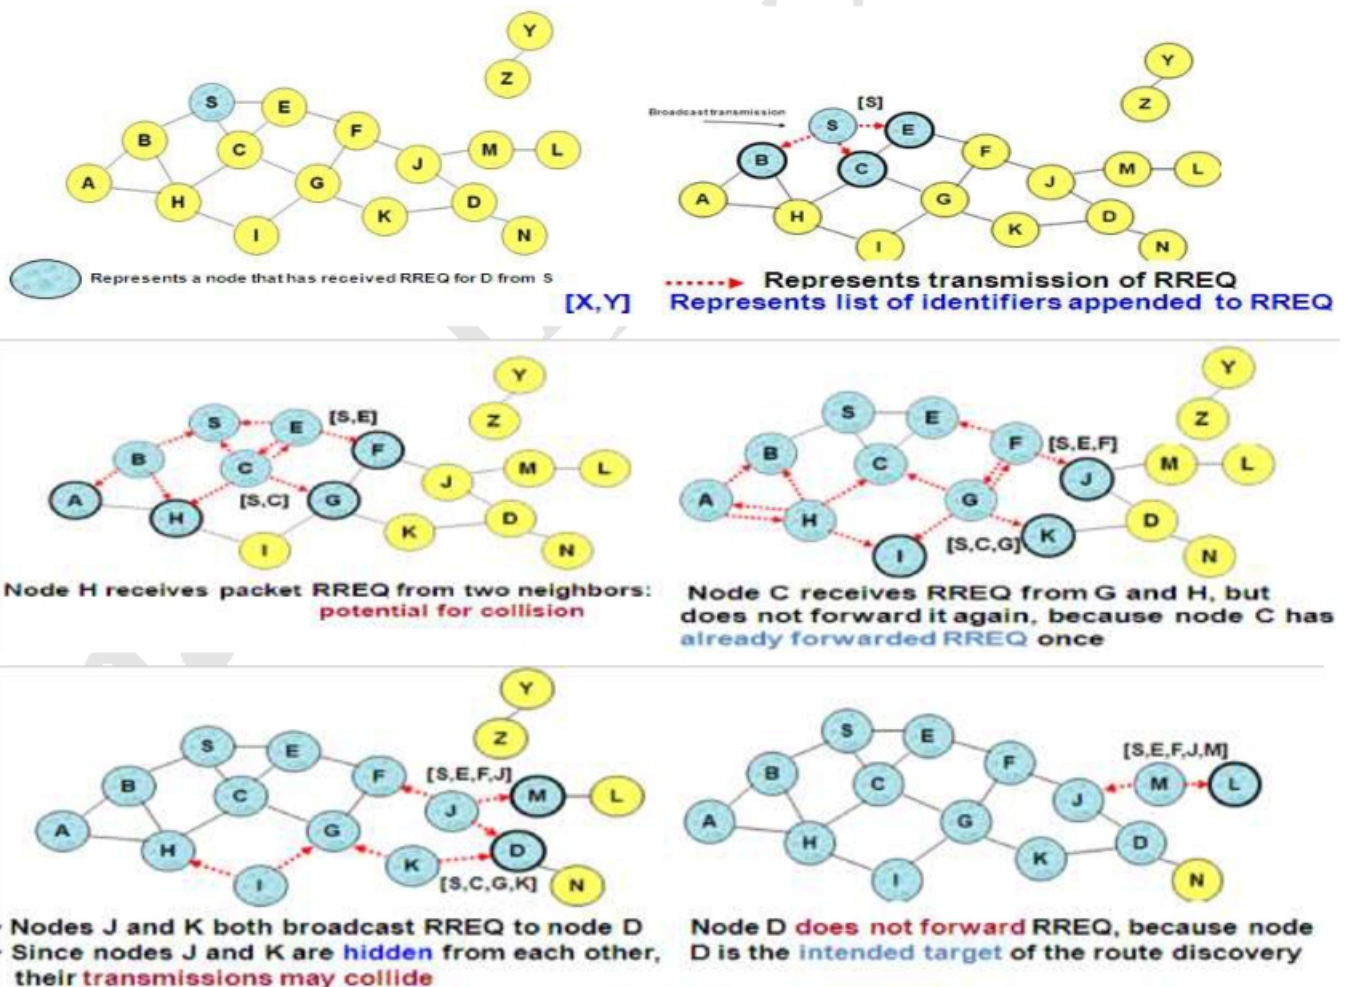 Y
Z
S
E
B
C
F
M
L
A
H
G
J
I
K
D
N
Represents a node that has received RREQ for D from S
Y
Z
Broadcast transmission
[S]
S
E
B
C
F
M
L
A
H
G
J
I
K
D
N
Represents transmission of RREQ
[X,Y] Represents list of identifiers appended to RREQ
Y
Z
S
E
[S,E]
F
B
C
A
H
[S,C]
G
J
M
L
I
K
D
N
Node H receives packet RREQ from two neighbors:
potential for collision
Y
Z
S
E
B
C
F
[S,E,F]
J
M
L
A
H
G
I
[S,C,G]
K
D
N
Node C receives RREQ from G and H, but
does not forward it again, because node C has
already forwarded RREQ once
Y
Z
S
E
B
C
F
[S,E,F,J]
J
M
L
A
H
G
I
K
D
[S,C,G,K]
N
Nodes J and K both broadcast RREQ to node D
Since nodes J and K are hidden from each other,
their transmissions may collide
S
E
B
C
F
[S,E,F,J,M]
J
M
L
A
H
G
I
K
D
N
Node D does not forward RREQ, because node
D is the intended target of the route discovery